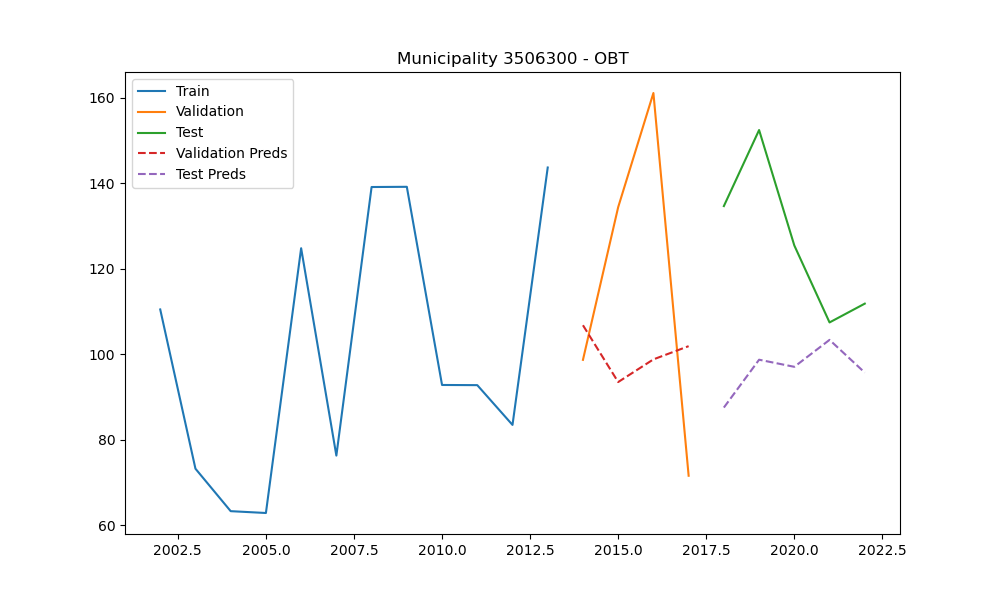 Municipality 3506300 - OBT
Train
Validation
Test
Validation Preds
Test Preds
160
140
120
100
80
60
2002.5 2005.0 2007.5 2010.0 2012.5 2015.0 2017.5 2020.0 2022.5